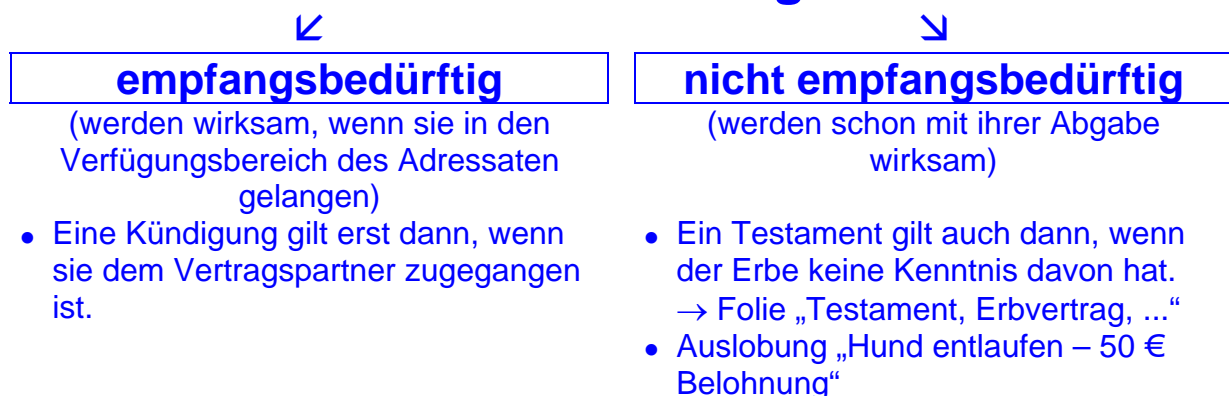 empfangsbedürftig
(werden wirksam, wenn sie in den
Verfügungsbereich des Adressaten
gelangen)
• Eine Kündigung gilt erst dann, wenn
sie dem Vertragspartner zugegangen
ist.
nicht empfangsbedürftig
(werden schon mit ihrer Abgabe
wirksam)
• Ein Testament gilt auch dann, wenn
der Erbe keine Kenntnis davon hat.
→ Folie „Testament, Erbvertrag, ...“
• Auslobung „Hund entlaufen – 50 €
Belohnung“